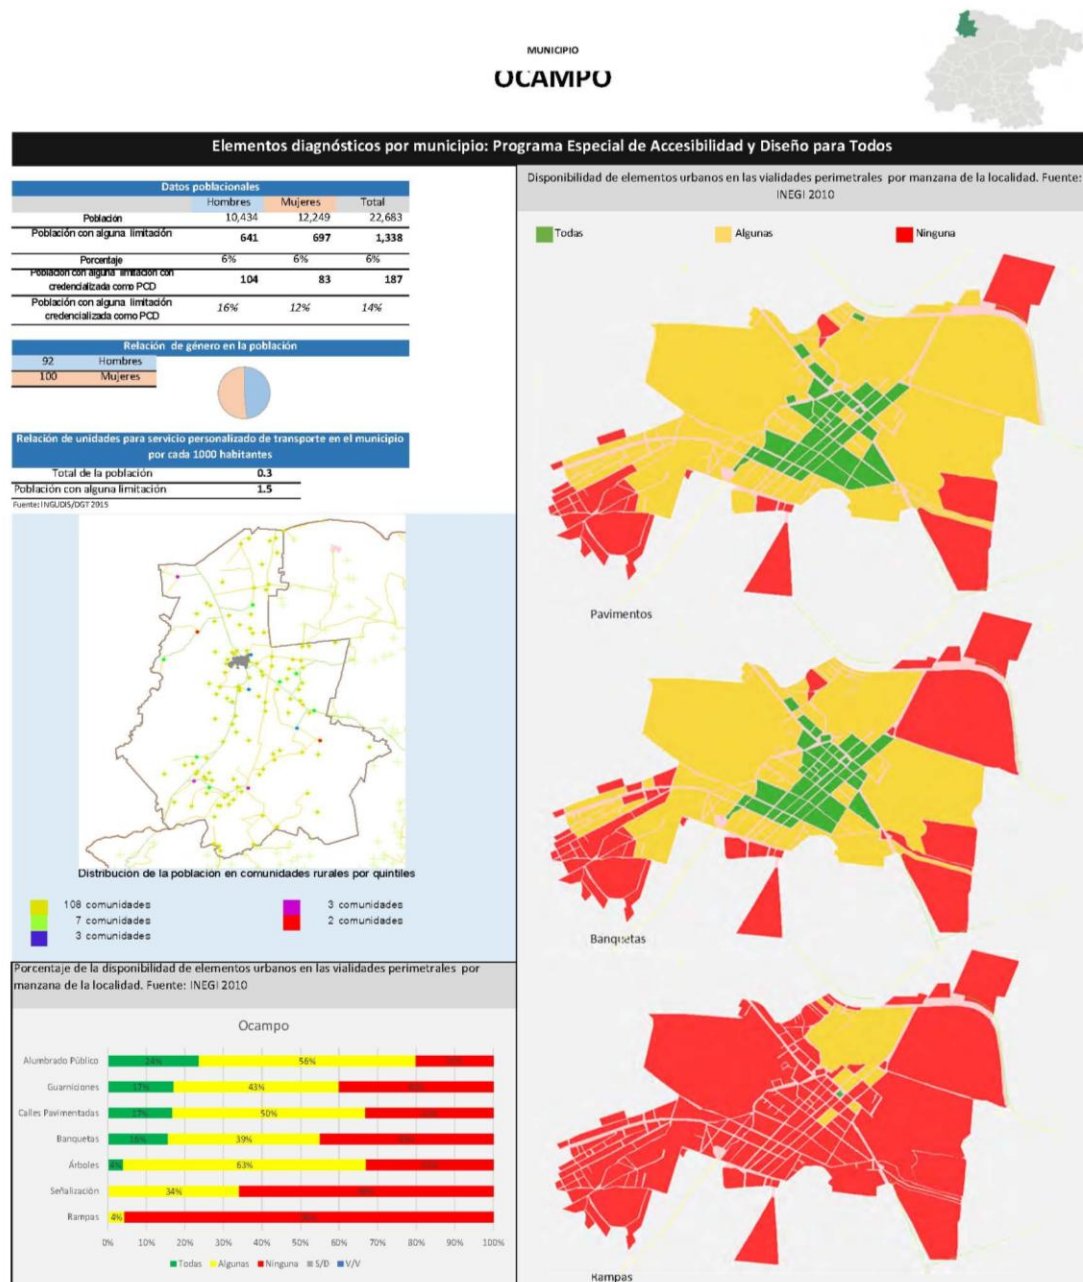 MUNICIPIO
OCAMPO
Elementos diagnósticos por municipio: Programa Especial de Accesibilidad y Diseño para Todos
Datos poblacionales
Hombres Mujeres Total
Población 10,434 12,249 22,683
Población con alguna limitación 641 697 1,338
Porcentaje 6% 6% 6%
Población con alguna limitación con
credencializada como PCD 104 83 187
Población con alguna limitación
credencializada como PCD 16% 12% 14%
Relación de género en la población
92 Hombres
100 Mujeres
Relación de unidades para servicio personalizado de transporte en el municipio
por cada 1000 habitantes
Total de la población 0.3
Población con alguna limitación 1.5
Fuente: INGUDIS/DGT 2015
Distribución de la población en comunidades rurales por quintiles
108 comunidades
7 comunidades
3 comunidades
3 comunidades
2 comunidades
Porcentaje de la disponibilidad de elementos urbanos en las vialidades perimetrales por
manzana de la localidad. Fuente: INEGI 2010
Ocampo
Alumbrado Público 24% 56%
Guarniciones 17% 43%
Calles Pavimentadas 17% 50%
Banquetas 16% 39%
Árboles 4% 63%
Señalización 34%
Rampas 4%
0% 10% 20% 30% 40% 50% 60% 70% 80% 90% 100%
Todas Algunas Ninguna S/D V/V
Disponibilidad de elementos urbanos en las vialidades perimetrales por manzana de la localidad. Fuente:
INEGI 2010
Todas Algunas Ninguna
Pavimentos
Banquetas
Rampas